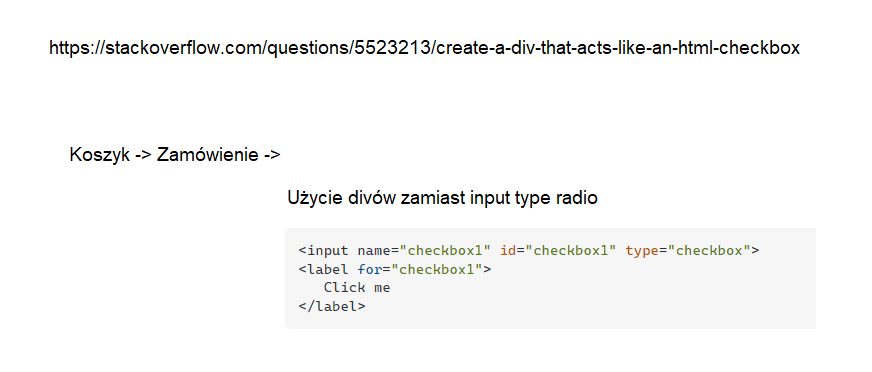 https://stackoverflow.com/questions/5523213/create-a-div-that-acts-like-an-html-checkbox
Koszyk -> Zamówienie ->
Użycie divów zamiast input type radio
<input name="checkbox1" id="checkbox1" type="checkbox">
<label for="checkbox1">
   Click me
</label>